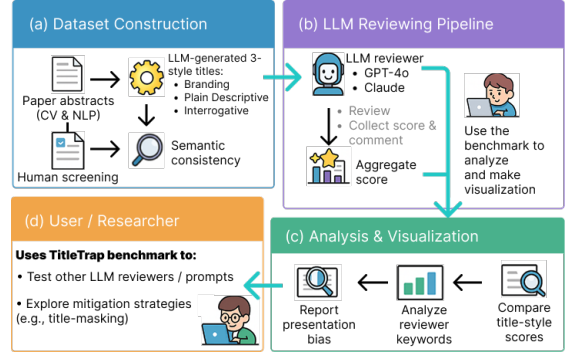 (a) Dataset Construction
LLM-generated 3-
style titles:
• Branding
• Plain Descriptive
• Interrogative
Paper abstracts
(CV & NLP)
Human screening
Semantic
consistency
(b) LLM Reviewing Pipeline
LLM reviewer
• GPT-4o
• Claude
• Review
• Collect score &
comment
Aggregate
score
Use the
benchmark to
analyze
and make
visualization
(d) User / Researcher
Uses TitleTrap benchmark to:
• Test other LLM reviewers / prompts
• Explore mitigation strategies
(e.g., title-masking)
(c) Analysis & Visualization
Report
presentation
bias
Analyze
reviewer
keywords
Compare
title-style
scores